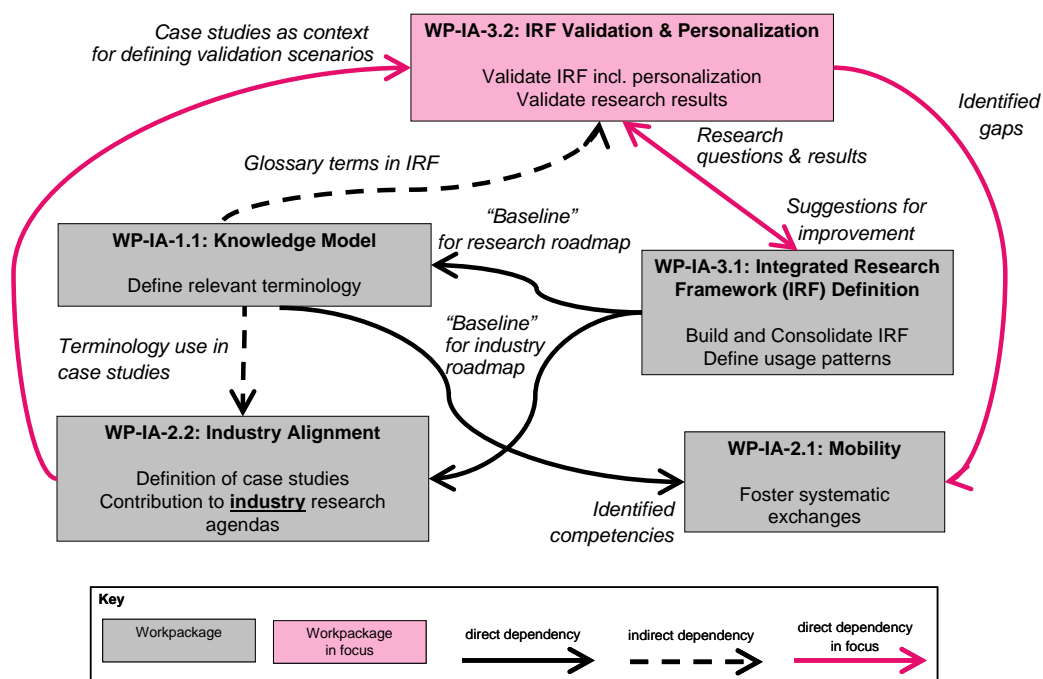 Case studies as context
for defining validation scenarios
WP-IA-3.2: IRF Validation & Personalization
Validate IRF incl. personalization
Validate research results
Identified
gaps
Research
questions & results
Glossary terms in IRF
Suggestions for
improvement
“Baseline”
for research roadmap
WP-IA-1.1: Knowledge Model
Define relevant terminology
WP-IA-3.1: Integrated Research
Framework (IRF) Definition
Build and Consolidate IRF
Define usage patterns
“Baseline”
for industry
roadmap
Terminology use in
case studies
WP-IA-2.2: Industry Alignment
Definition of case studies
Contribution to industry research
agendas
WP-IA-2.1: Mobility
Foster systematic
exchanges
Identified
competencies
Key
Workpackage
Workpackage
in focus
direct dependency
indirect dependency
direct dependency
in focus